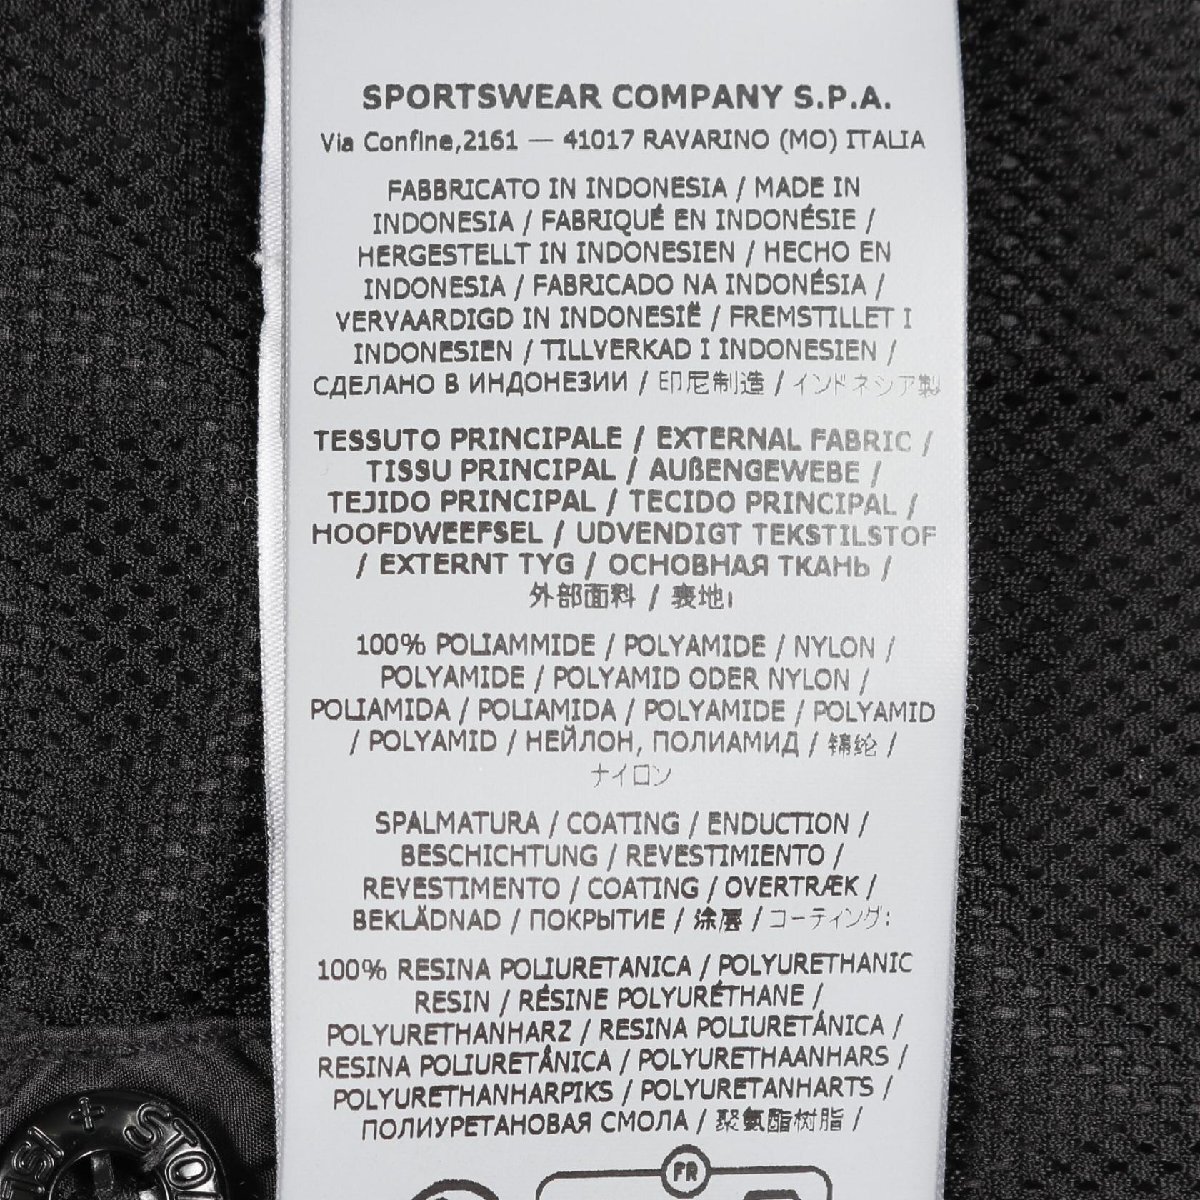 SPORTSWEAR COMPANY S.P.A.
Via Confine,2161 — 41017 RAVARINO (MO) ITALIA
FABBRICATO IN INDONESIA / MADE IN
INDONESIA / FABRIQUÉ EN INDONÉSIE /
HERGESTELLT IN INDONESIEN / HECHO EN
INDONESIA / FABRICADO NA INDONÉSIA /
VERVAARDIGD IN INDONESIË / FREMSTILLET I
INDONESIEN / TILLVERKAD I INDONESIEN /
СДЕЛАНО В ИНДОНЕЗИИ / 印尼制造 / インドネシア製
TESSUTO PRINCIPALE / EXTERNAL FABRIC /
TISSU PRINCIPAL / AUßENGEWEBE /
TEJIDO PRINCIPAL / TECIDO PRINCIPAL /
HOOFDWEEFSEL / UDVENDIGT TEKSTILSTOF
/ EXTERNT TYG / ОСНОВНАЯ ТКАНЬ /
外部面料 / 表地:
100% POLIAMMIDE / POLYAMIDE / NYLON /
POLYAMIDE / POLYAMID ODER NYLON /
POLIAMIDA / POLIAMIDA / POLYAMIDE / POLYAMID
/ POLYAMID / НЕЙЛОН, ПОЛИАМИД / 锦纶 /
ナイロン
SPALMATURA / COATING / ENDUCTION /
BESCHICHTUNG / REVESTIMIENTO /
REVESTIMENTO / COATING / OVERTRÆK /
BEKLÄDNAD / ПОКРЫТИЕ / 涂层 / コーティング:
100% RESINA POLIURETANICA / POLYURETHANIC
RESIN / RÉSINE POLYURÉTHANE /
POLYURETHANHARZ / RESINA POLIURETÁNICA /
RESINA POLIURETÂNICA / POLYURETHAANHARS /
POLYURETHANHARPIKS / POLYURETANHARTS /
ПОЛИУРЕТАНОВАЯ СМОЛА / 聚氨酯树脂 /
FR